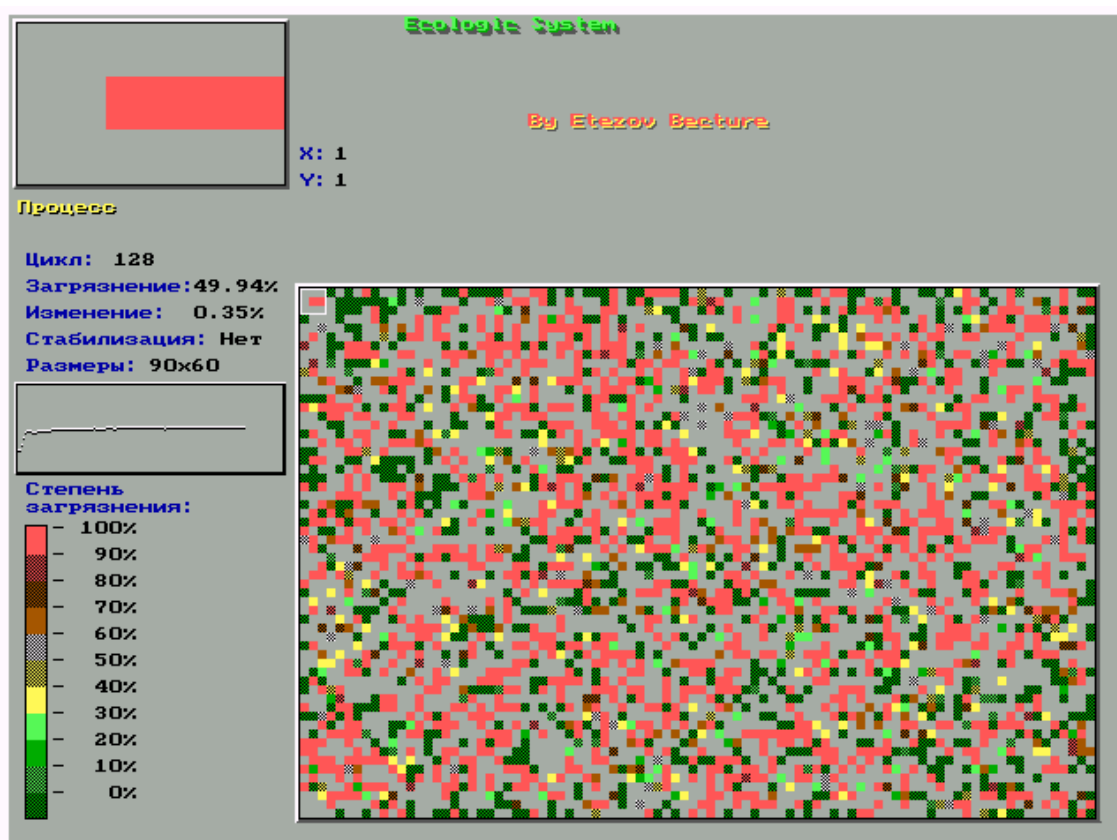 Ecologic System
By Etezov Becture
X: 1
Y: 1
Процесс
Цикл: 128
Загрязнение:49.94%
Изменение: 0.35%
Стабилизация: Нет
Размеры: 90x60
Степень
загрязнения:
100%
90%
80%
70%
60%
50%
40%
30%
20%
10%
0%